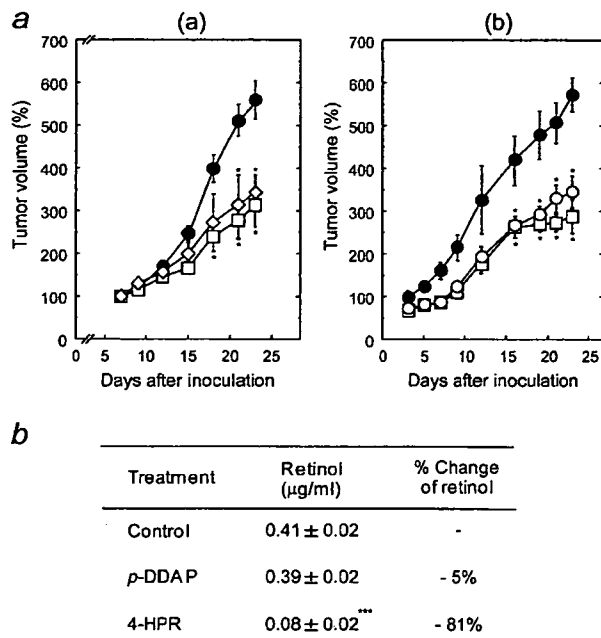 a
(a)
(b)
Tumor volume (%)
700
600
500
400
300
200
100
0
0
5
10
15
20
25
Days after inoculation
Tumor volume (%)
700
600
500
400
300
200
100
0
0
5
10
15
20
25
Days after inoculation
b
Treatment Retinol (μg/ml) % Change of retinol
Control 0.41 ± 0.02 -
p-DDAP 0.39 ± 0.02 - 5%
4-HPR 0.08 ± 0.02*** - 81%